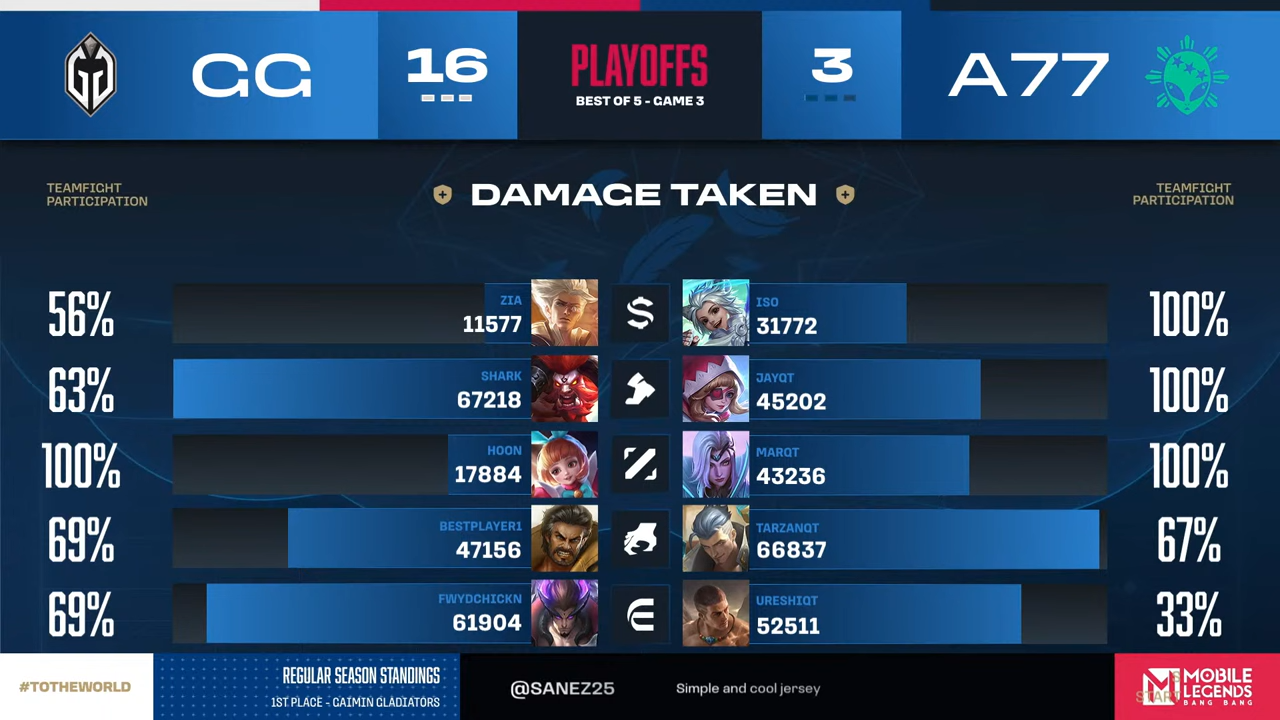 GG
16
PLAYOFFS
BEST OF 5 - GAME 3
3
A77
TEAMFIGHT
PARTICIPATION
DAMAGE TAKEN
TEAMFIGHT
PARTICIPATION
56%
ZIA
11577
ISO
31772
100%
63%
SHARK
67218
JAYQT
45202
100%
100%
HOON
17884
MARQT
43236
100%
69%
BESTPLAYER1
47156
TARZANQT
66837
67%
69%
FWYDCHICKN
61904
URESHIQT
52511
33%
#TOTHEWORLD
REGULAR SEASON STANDINGS
1ST PLACE - GAIMIN GLADIATORS
@SANEZ25
Simple and cool jersey
MOBILE
LEGENDS
BANG BANG